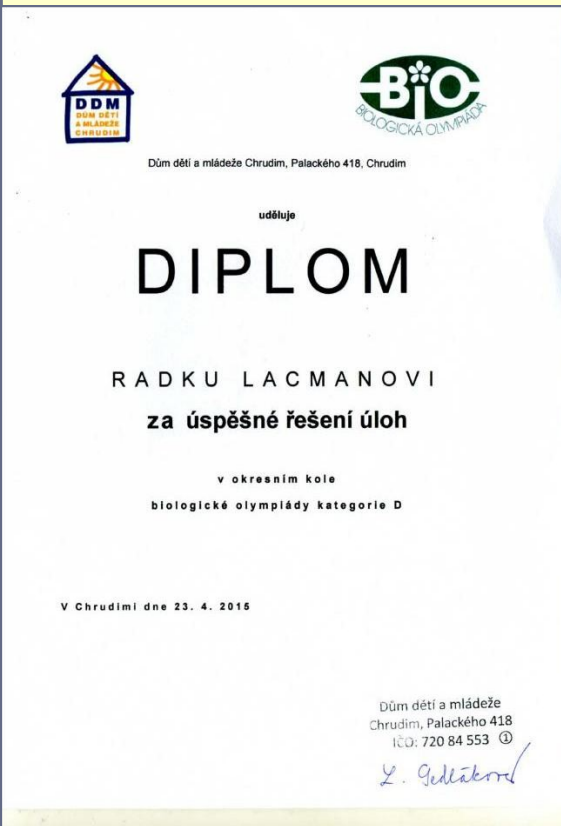 DDM
DŮM DĚTÍ
A MLÁDEŽE
CHRUDIM
BiO
BIOLOGICKÁ OLYMPIÁDA
Dům dětí a mládeže Chrudim, Palackého 418, Chrudim
uděluje
DIPLOM
RADKU LACMANOVI
za úspěšné řešení úloh
v okresním kole
biologické olympiády kategorie D
V Chrudimi dne 23. 4. 2015
Dům dětí a mládeže
Chrudim, Palackého 418
IČO: 720 84 553 ①